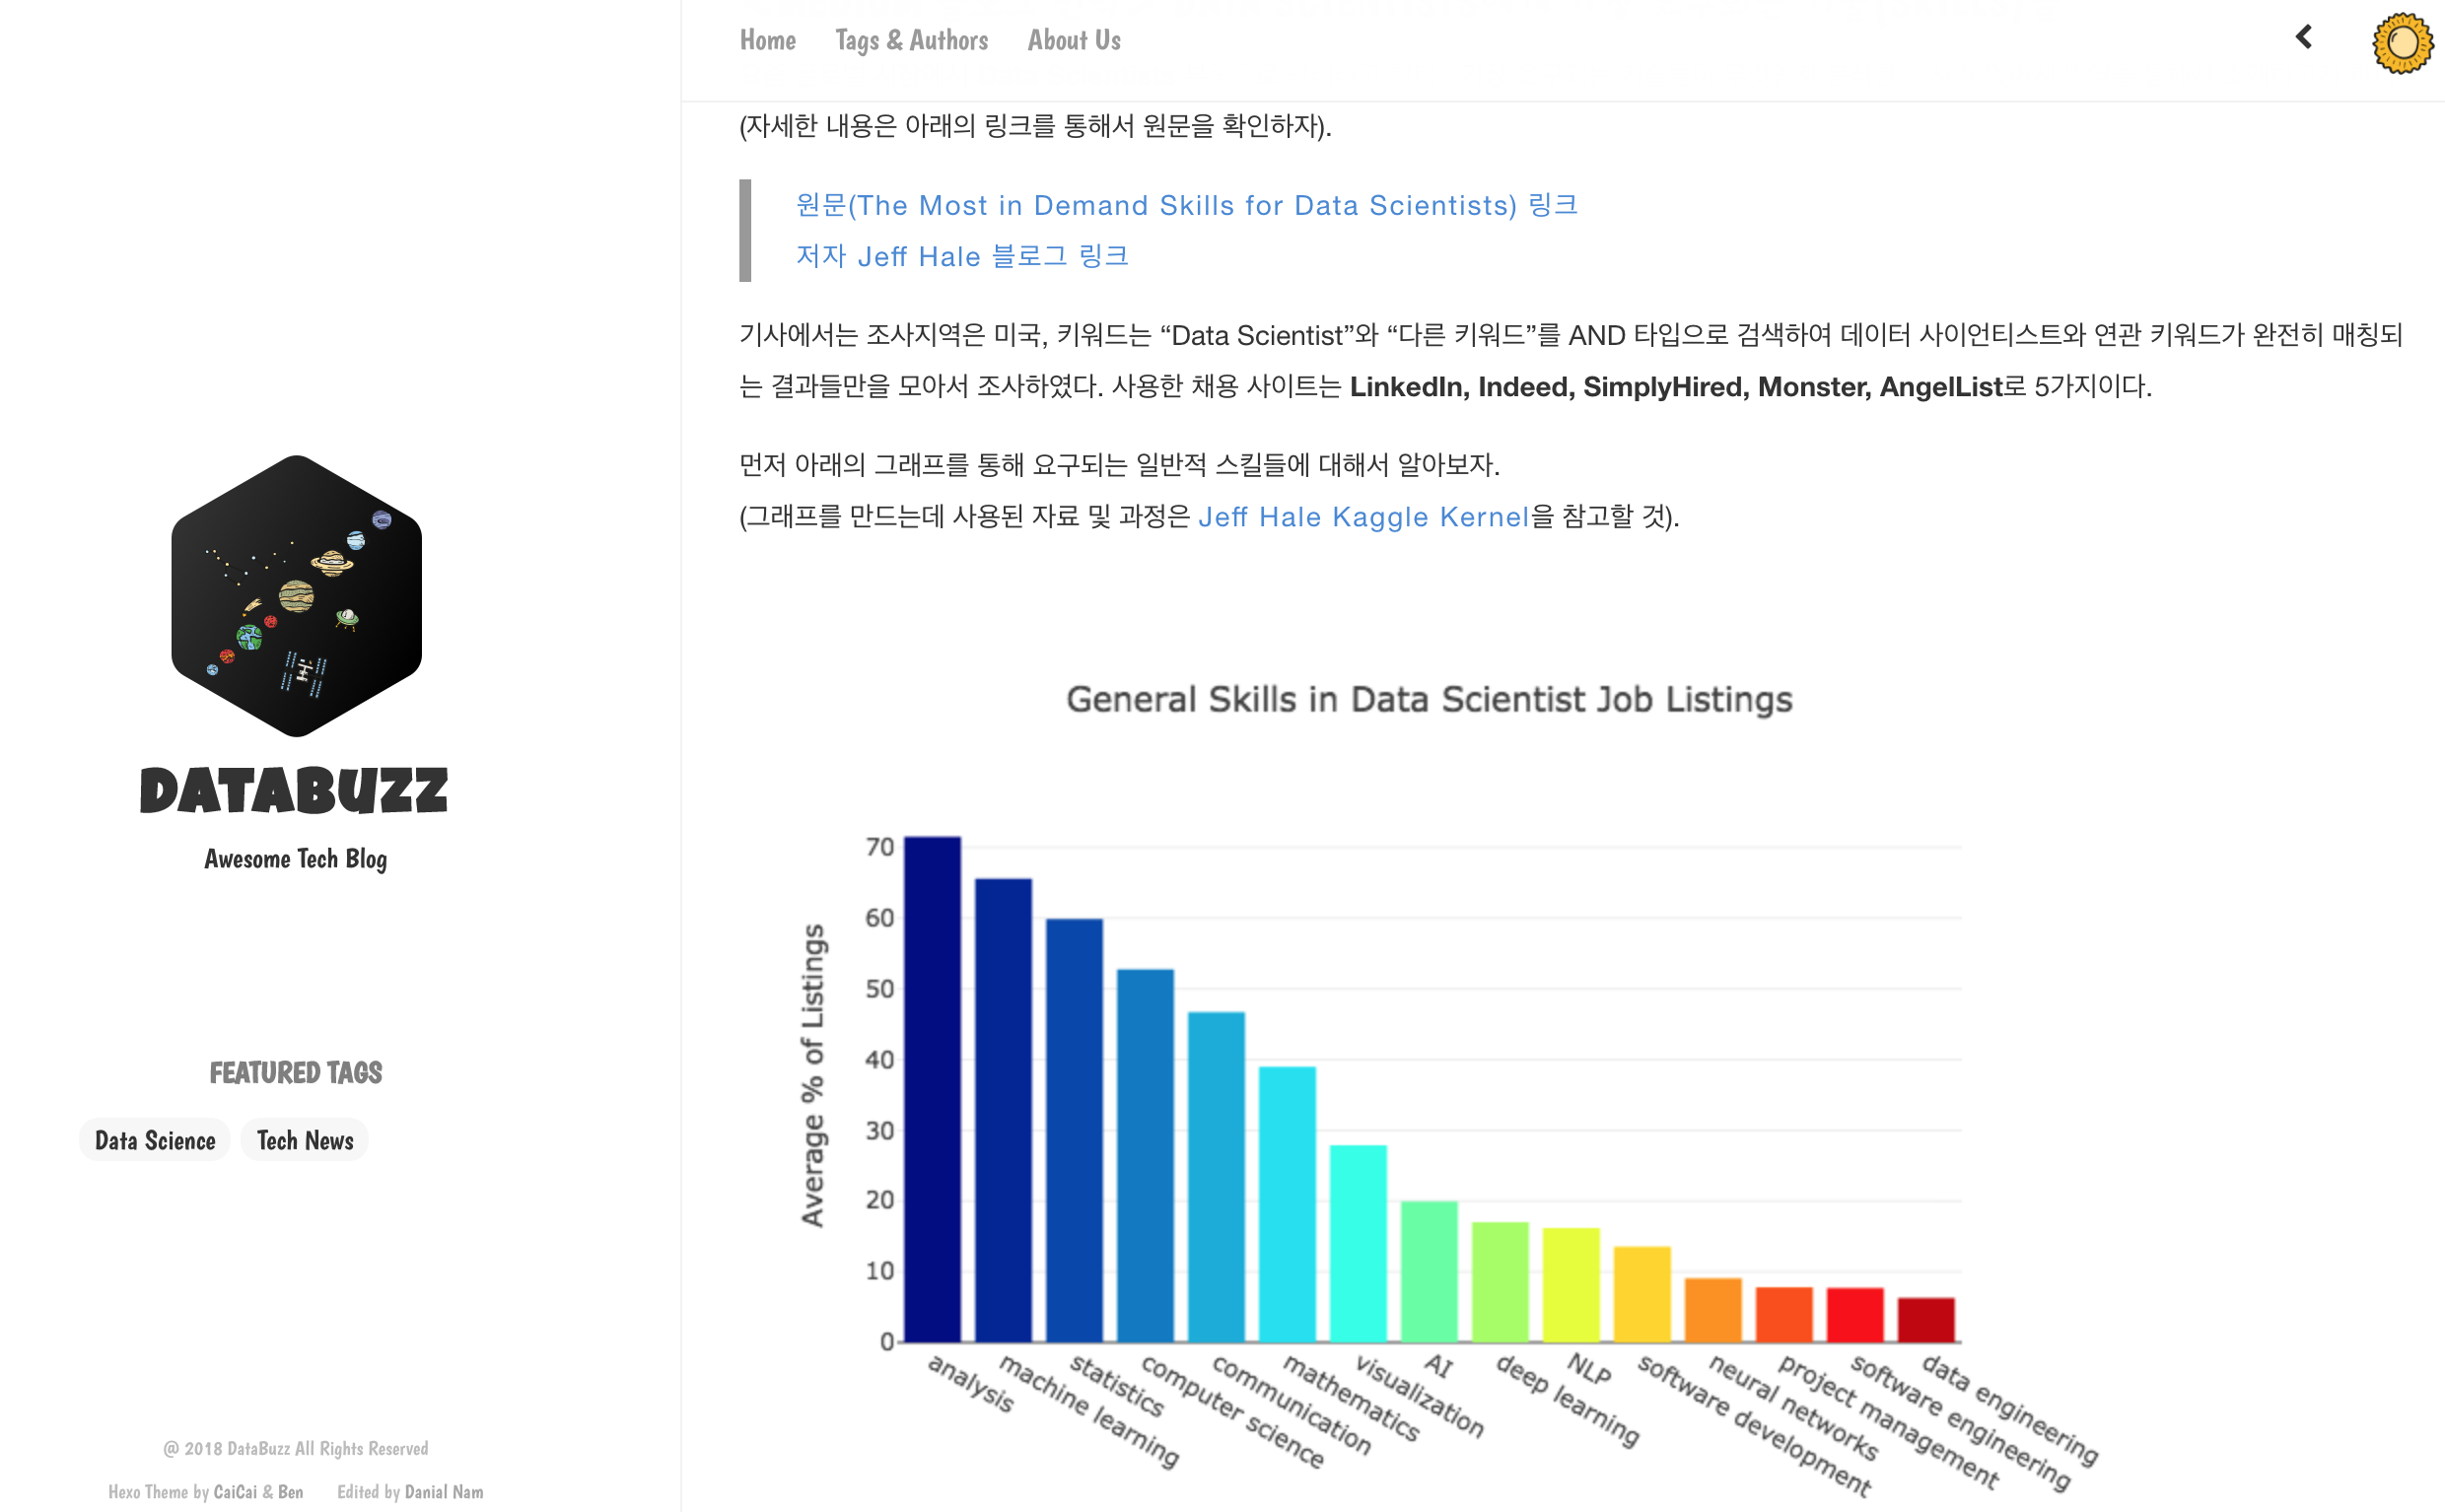 Home Tags & Authors About Us
(자세한 내용은 아래의 링크를 통해서 원문을 확인하자).
원문(The Most in Demand Skills for Data Scientists) 링크
저자 Jeff Hale 블로그 링크
기사에서는 조사지역은 미국, 키워드는 “Data Scientist”와 “다른 키워드”를 AND 타입으로 검색하여 데이터 사이언티스트와 연관 키워드가 완전히 매칭되
는 결과들만을 모아서 조사하였다. 사용한 채용 사이트는 LinkedIn, Indeed, SimplyHired, Monster, AngelList로 5가지이다.
먼저 아래의 그래프를 통해 요구되는 일반적 스킬들에 대해서 알아보자.
(그래프를 만드는데 사용된 자료 및 과정은 Jeff Hale Kaggle Kernel을 참고할 것).
General Skills in Data Scientist Job Listings
Average % of Listings
70
60
50
40
30
20
10
0
analysis
machine learning
statistics
computer science
communication
mathematics
visualization
AI
deep learning
NLP
software development
neural networks
project management
software engineering
data engineering
DATABUZZ
Awesome Tech Blog
FEATURED TAGS
Data Science Tech News
@ 2018 DataBuzz All Rights Reserved
Hexo Theme by CaiCai & Ben Edited by Danial Nam